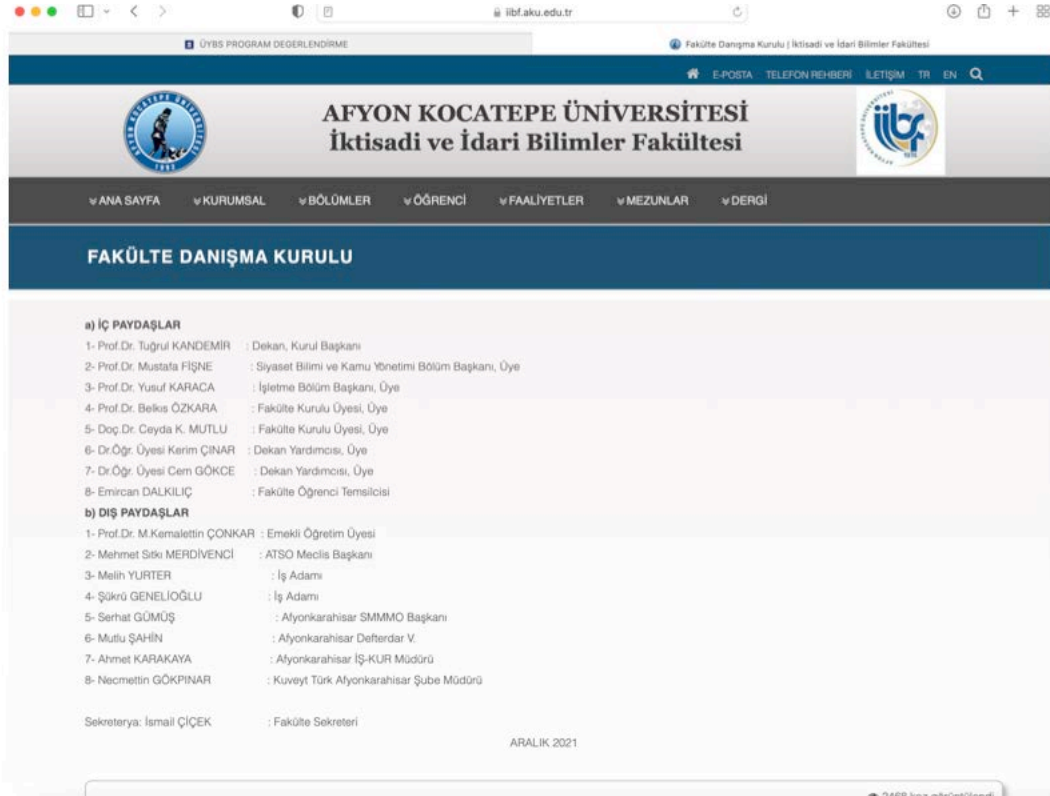 iibf.aku.edu.tr
ÜYBS PROGRAM DEGERLENDİRME
Fakülte Danışma Kurulu | İktisadi ve İdari Bilimler Fakültesi
E-POSTA TELEFON REHBERİ İLETİŞİM TR EN
AFYON KOCATEPE ÜNİVERSİTESİ
İktisadi ve İdari Bilimler Fakültesi
AFYON KOCATEPE ÜNİVERSİTESİ
1992
iibf
ANA SAYFA KURUMSAL BÖLÜMLER ÖĞRENCİ FAALİYETLER MEZUNLAR DERGİ
FAKÜLTE DANIŞMA KURULU
a) İÇ PAYDAŞLAR
1- Prof.Dr. Tuğrul KANDEMİR : Dekan, Kurul Başkanı
2- Prof.Dr. Mustafa FİŞNE : Siyaset Bilimi ve Kamu Yönetimi Bölüm Başkanı, Üye
3- Prof.Dr. Yusuf KARACA : İşletme Bölüm Başkanı, Üye
4- Prof.Dr. Belkıs ÖZKARA : Fakülte Kurulu Üyesi, Üye
5- Doç.Dr. Ceyda K. MUTLU : Fakülte Kurulu Üyesi, Üye
6- Dr.Öğr. Üyesi Kerim ÇINAR : Dekan Yardımcısı, Üye
7- Dr.Öğr. Üyesi Cem GÖKCE : Dekan Yardımcısı, Üye
8- Emircan DALKILIÇ : Fakülte Öğrenci Temsilcisi
b) DIŞ PAYDAŞLAR
1- Prof.Dr. M.Kemalettin ÇONKAR : Emekli Öğretim Üyesi
2- Mehmet Sıtkı MERDİVENCİ : ATSO Meclis Başkanı
3- Melih YURTER : İş Adamı
4- Şükrü GENELİOĞLU : İş Adamı
5- Serhat GÜMÜŞ : Afyonkarahisar SMMMO Başkanı
6- Mutlu ŞAHİN : Afyonkarahisar Defterdar V.
7- Ahmet KARAKAYA : Afyonkarahisar İŞ-KUR Müdürü
8- Necmettin GÖKPINAR : Kuveyt Türk Afyonkarahisar Şube Müdürü
Sekreterya: İsmail ÇİÇEK : Fakülte Sekreteri
ARALIK 2021